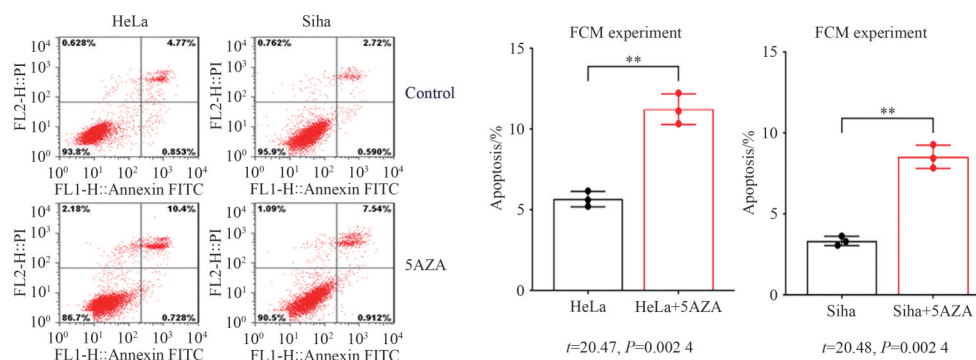 HeLa
Siha
0.628%
4.77%
93.8%
0.853%
10⁴
10³
10²
10¹
10⁰
FL2-H::PI
10⁰ 10¹ 10² 10³ 10⁴
FL1-H::Annexin FITC
0.762%
2.72%
95.9%
0.590%
10⁴
10³
10²
10¹
10⁰
FL2-H::PI
10⁰ 10¹ 10² 10³ 10⁴
FL1-H::Annexin FITC
Control
2.18%
10.4%
86.7%
0.728%
10⁴
10³
10²
10¹
10⁰
FL2-H::PI
10⁰ 10¹ 10² 10³ 10⁴
FL1-H::Annexin FITC
1.09%
7.54%
90.5%
0.912%
10⁴
10³
10²
10¹
10⁰
FL2-H::PI
10⁰ 10¹ 10² 10³ 10⁴
FL1-H::Annexin FITC
5AZA
FCM experiment
**
15
10
5
0
Apoptosis/%
HeLa HeLa+5AZA
t=20.47, P=0.002 4
FCM experiment
**
15
10
5
0
Apoptosis/%
Siha Siha+5AZA
t=20.48, P=0.002 4